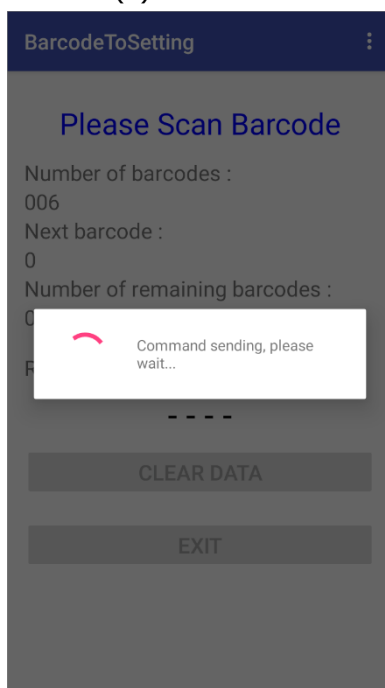 BarcodeToSetting
Please Scan Barcode
Number of barcodes :
006
Next barcode :
0
Number of remaining barcodes :
Command sending, please
wait...
- - - -
CLEAR DATA
EXIT